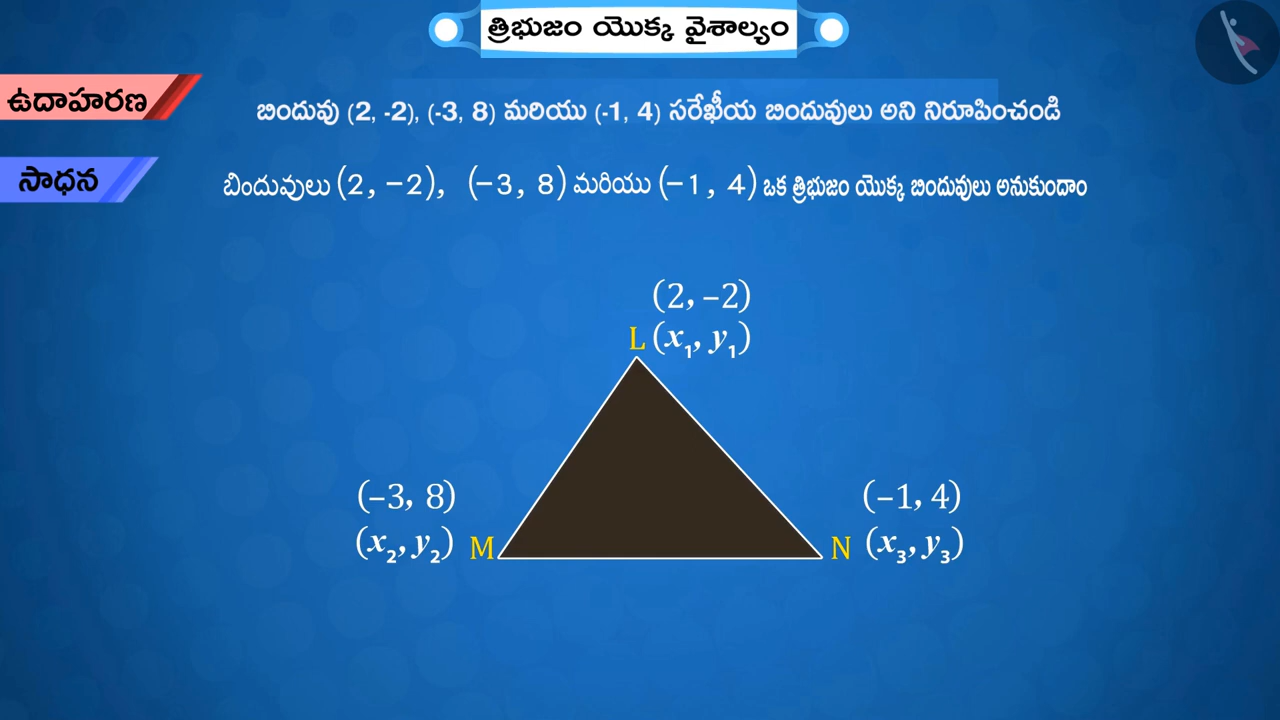 త్రిభుజం యొక్క వైశాల్యం
ఉదాహరణ
బిందువు (2, -2), (-3, 8) మరియు (-1, 4) సరేఖీయ బిందువులు అని నిరూపించండి
సాధన
బిందువులు (2, −2), (−3, 8) మరియు (−1, 4) ఒక త్రిభుజం యొక్క బిందువులు అనుకుందాం
(2, –2)
L (x₁, y₁)
(–3, 8)
(x₂, y₂) M
(–1, 4)
N (x₃, y₃)